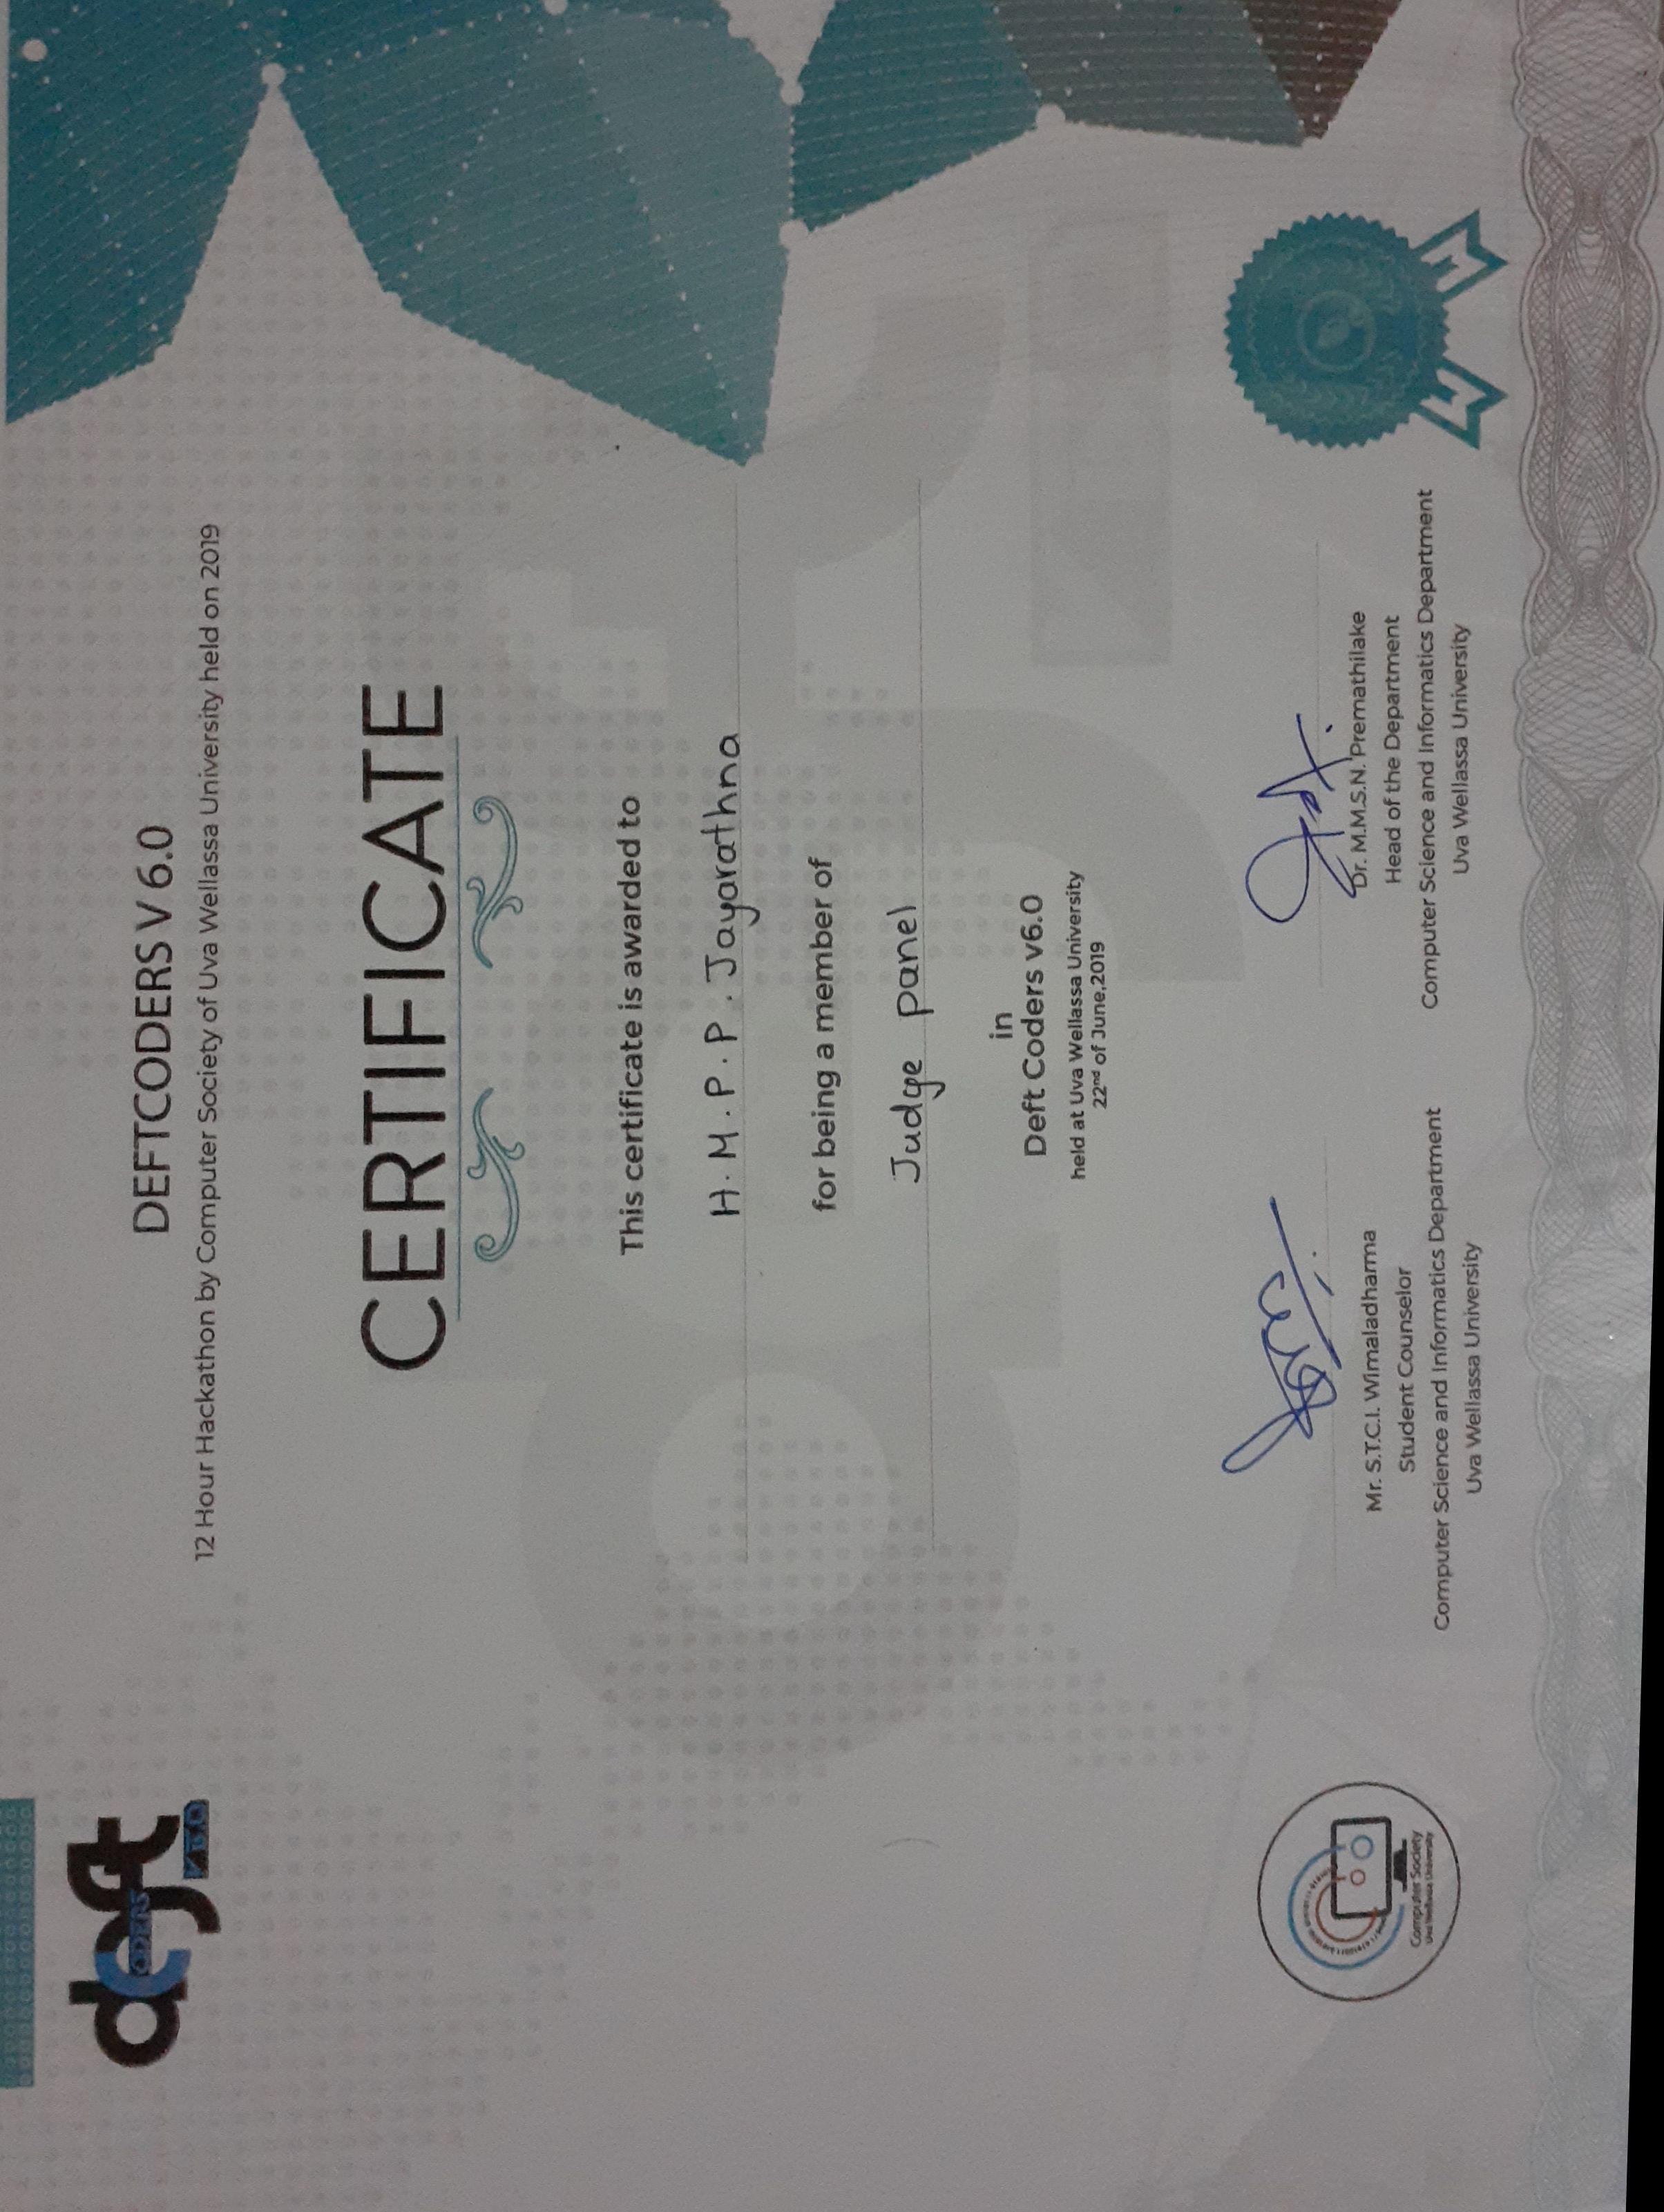 deft
CODERS
V 6.0
DEFTCODERS V 6.0
12 Hour Hackathon by Computer Society of Uva Wellassa University held on 2019
CERTIFICATE
This certificate is awarded to
H. M. P. P. Jayarathna
for being a member of
Judge panel
in
Deft Coders v6.0
held at Uva Wellassa University
22nd of June,2019
Mr. S.T.C.I. Wimaladharma
Student Counselor
Computer Science and Informatics Department
Uva Wellassa University
Dr. M.M.S.N. Premathilake
Head of the Department
Computer Science and Informatics Department
Uva Wellassa University
Computer Society
Uva Wellassa University